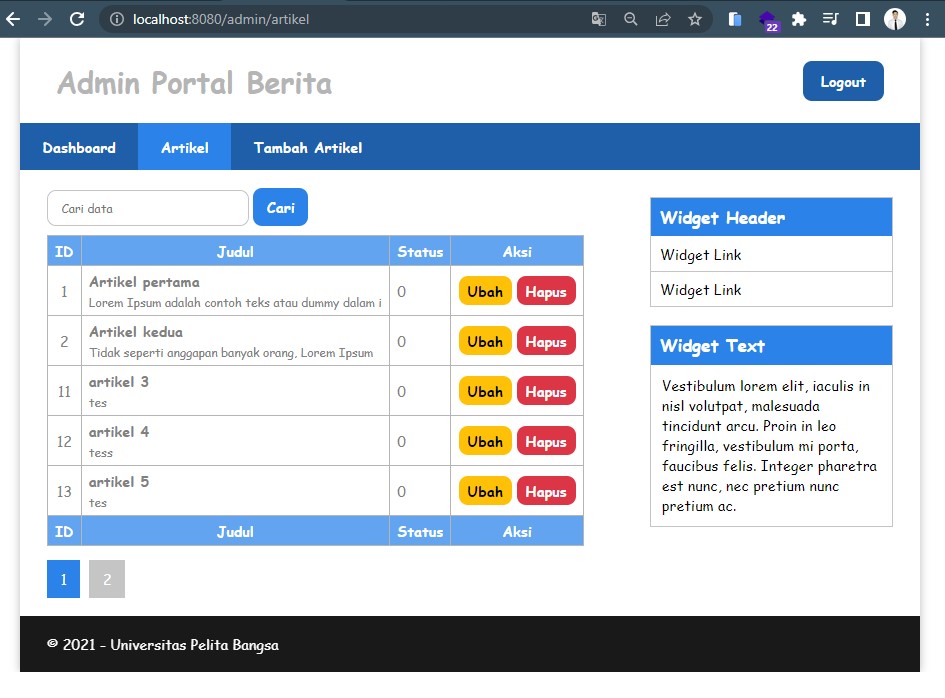 localhost:8080/admin/artikel
22
Admin Portal Berita
Logout
Dashboard Artikel Tambah Artikel
Cari data Cari
ID Judul Status Aksi
1 Artikel pertama 0 Ubah Hapus
Lorem Ipsum adalah contoh teks atau dummy dalam i
2 Artikel kedua 0 Ubah Hapus
Tidak seperti anggapan banyak orang, Lorem Ipsum
11 artikel 3 0 Ubah Hapus
tes
12 artikel 4 0 Ubah Hapus
tess
13 artikel 5 0 Ubah Hapus
tes
ID Judul Status Aksi
1 2
Widget Header
Widget Link
Widget Link
Widget Text
Vestibulum lorem elit, iaculis in
nisl volutpat, malesuada
tincidunt arcu. Proin in leo
fringilla, vestibulum mi porta,
faucibus felis. Integer pharetra
est nunc, nec pretium nunc
pretium ac.
© 2021 - Universitas Pelita Bangsa